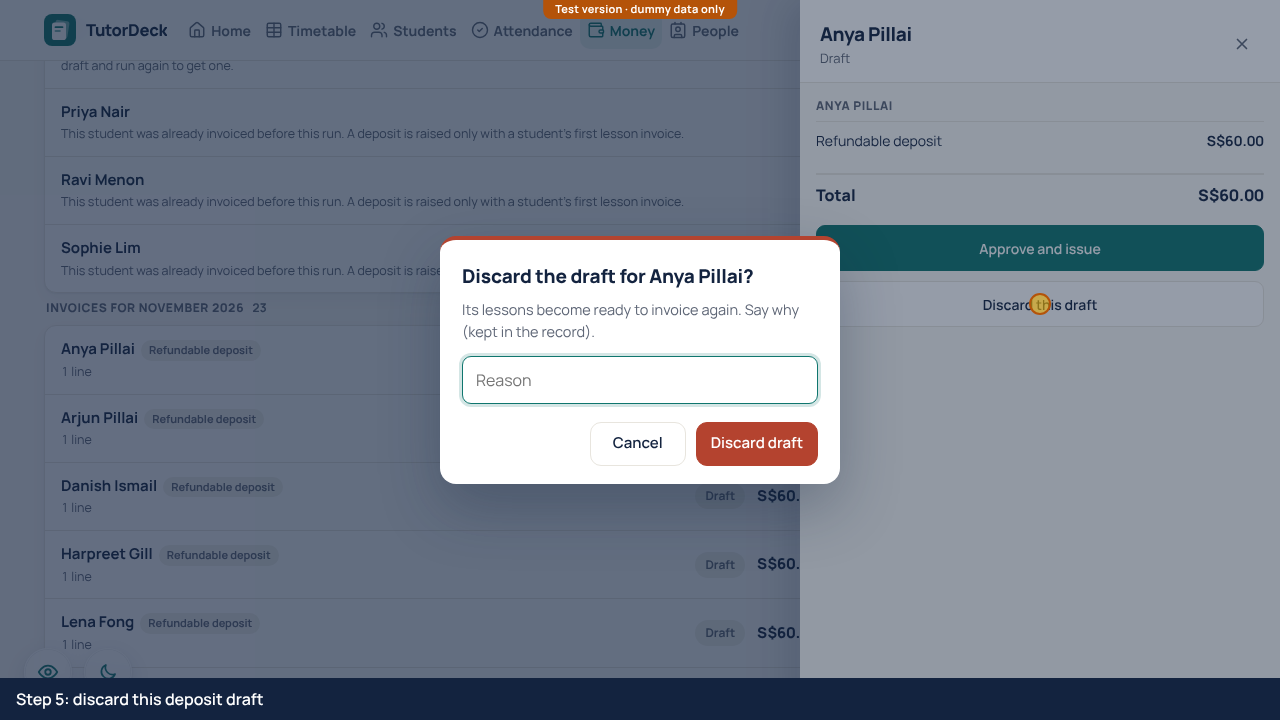 Test version · dummy data only
TutorDeck Home Timetable Students Attendance Money People
draft and run again to get one.
Priya Nair
This student was already invoiced before this run. A deposit is raised only with a student's first lesson invoice.
Ravi Menon
This student was already invoiced before this run. A deposit is raised only with a student's first lesson invoice.
Sophie Lim
This student was already invoiced before this run. A deposit is raise
INVOICES FOR NOVEMBER 2026 23
Anya Pillai Refundable deposit
1 line
Arjun Pillai Refundable deposit
1 line
Danish Ismail Refundable deposit
1 line
Draft S$60.
Harpreet Gill Refundable deposit
1 line
Draft S$60.
Lena Fong Refundable deposit
1 line
Draft S$60.
Anya Pillai
Draft
ANYA PILLAI
Refundable deposit S$60.00
Total S$60.00
Approve and issue
Discard this draft
Discard the draft for Anya Pillai?
Its lessons become ready to invoice again. Say why
(kept in the record).
Reason
Cancel Discard draft
Step 5: discard this deposit draft